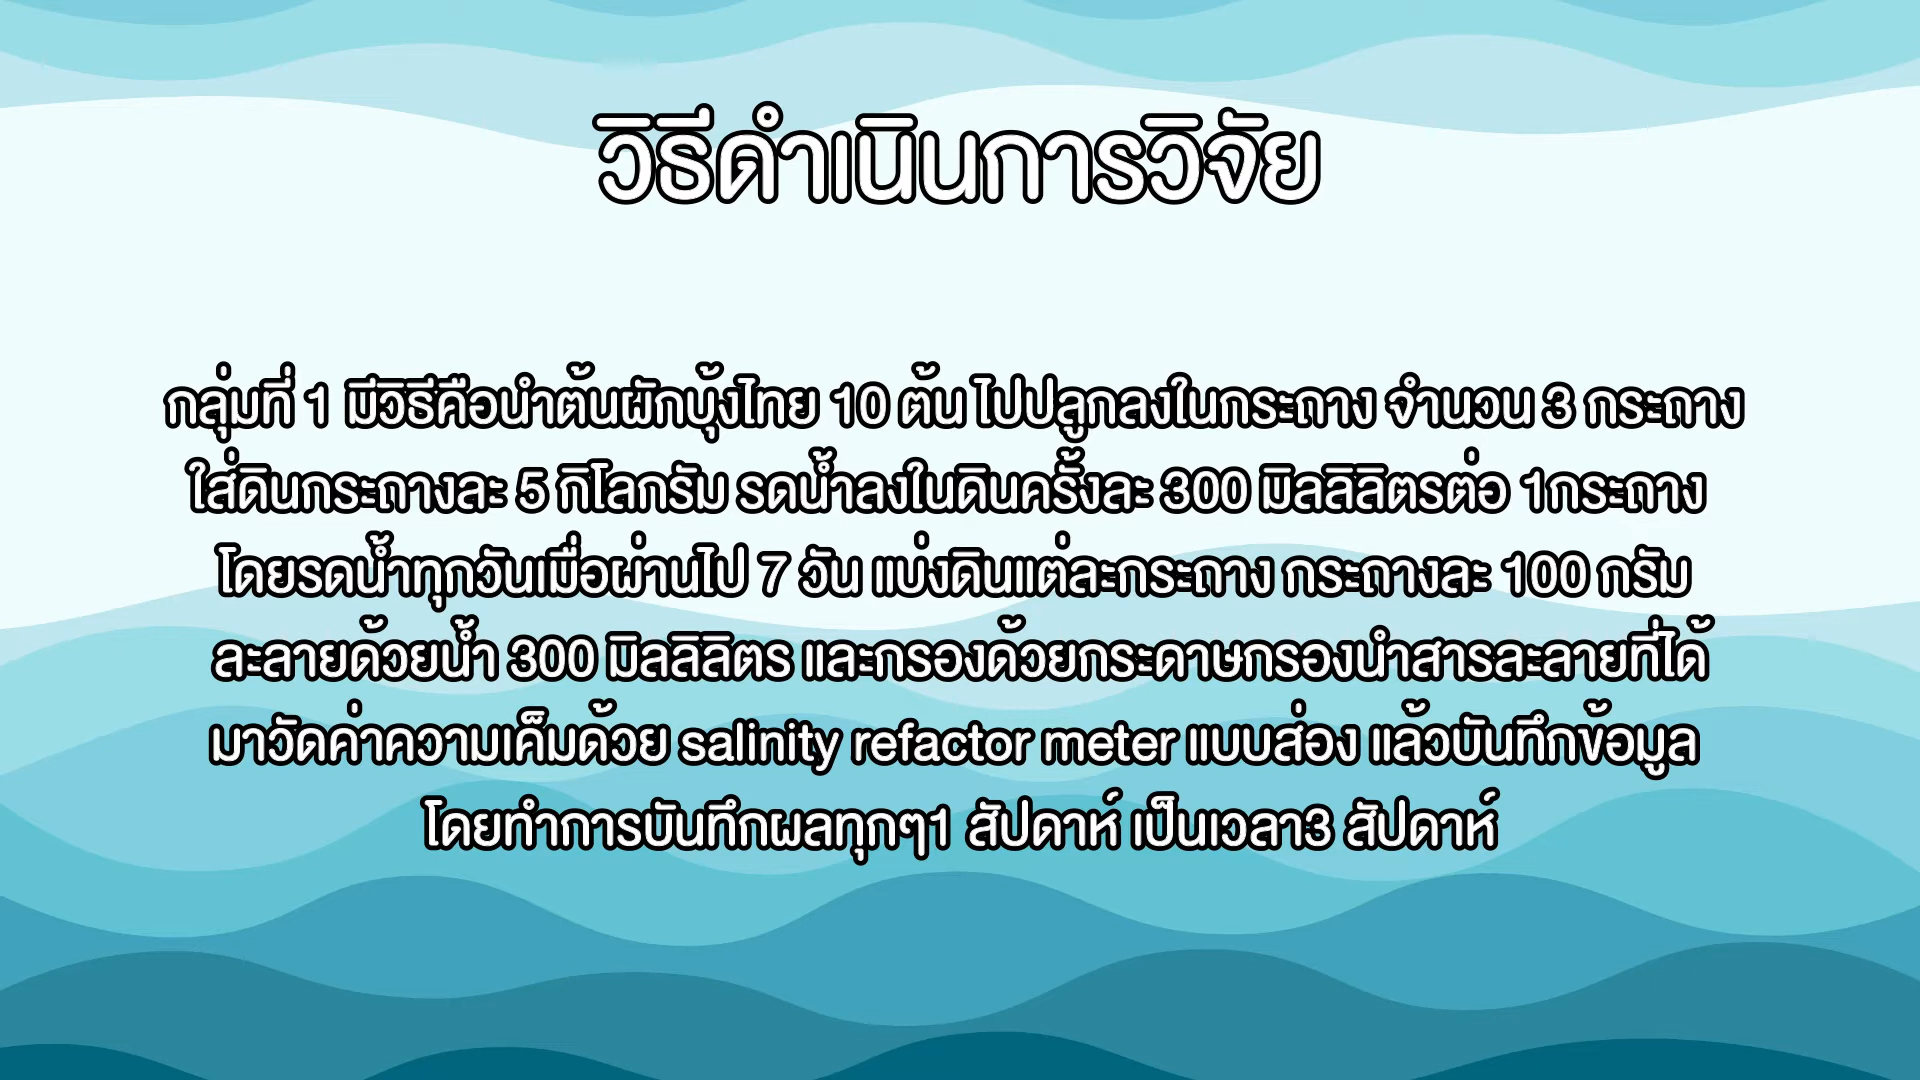 วิธีดำเนินการวิจัย
กลุ่มที่ 1 มีวิธีคือนำต้นผักบุ้งไทย 10 ต้น ไปปลูกลงในกระถาง จำนวน 3 กระถาง
ใส่ดินกระถางละ 5 กิโลกรัม รดน้ำลงในดินครั้งละ 300 มิลลิลิตรต่อ 1กระถาง
โดยรดน้ำทุกวันเมื่อผ่านไป 7 วัน แบ่งดินแต่ละกระถาง กระถางละ 100 กรัม
ละลายด้วยน้ำ 300 มิลลิลิตร และกรองด้วยกระดาษกรองนำสารละลายที่ได้
มาวัดค่าความเค็มด้วย salinity refactor meter แบบส่อง แล้วบันทึกข้อมูล
โดยทำการบันทึกผลทุกๆ1 สัปดาห์ เป็นเวลา3 สัปดาห์